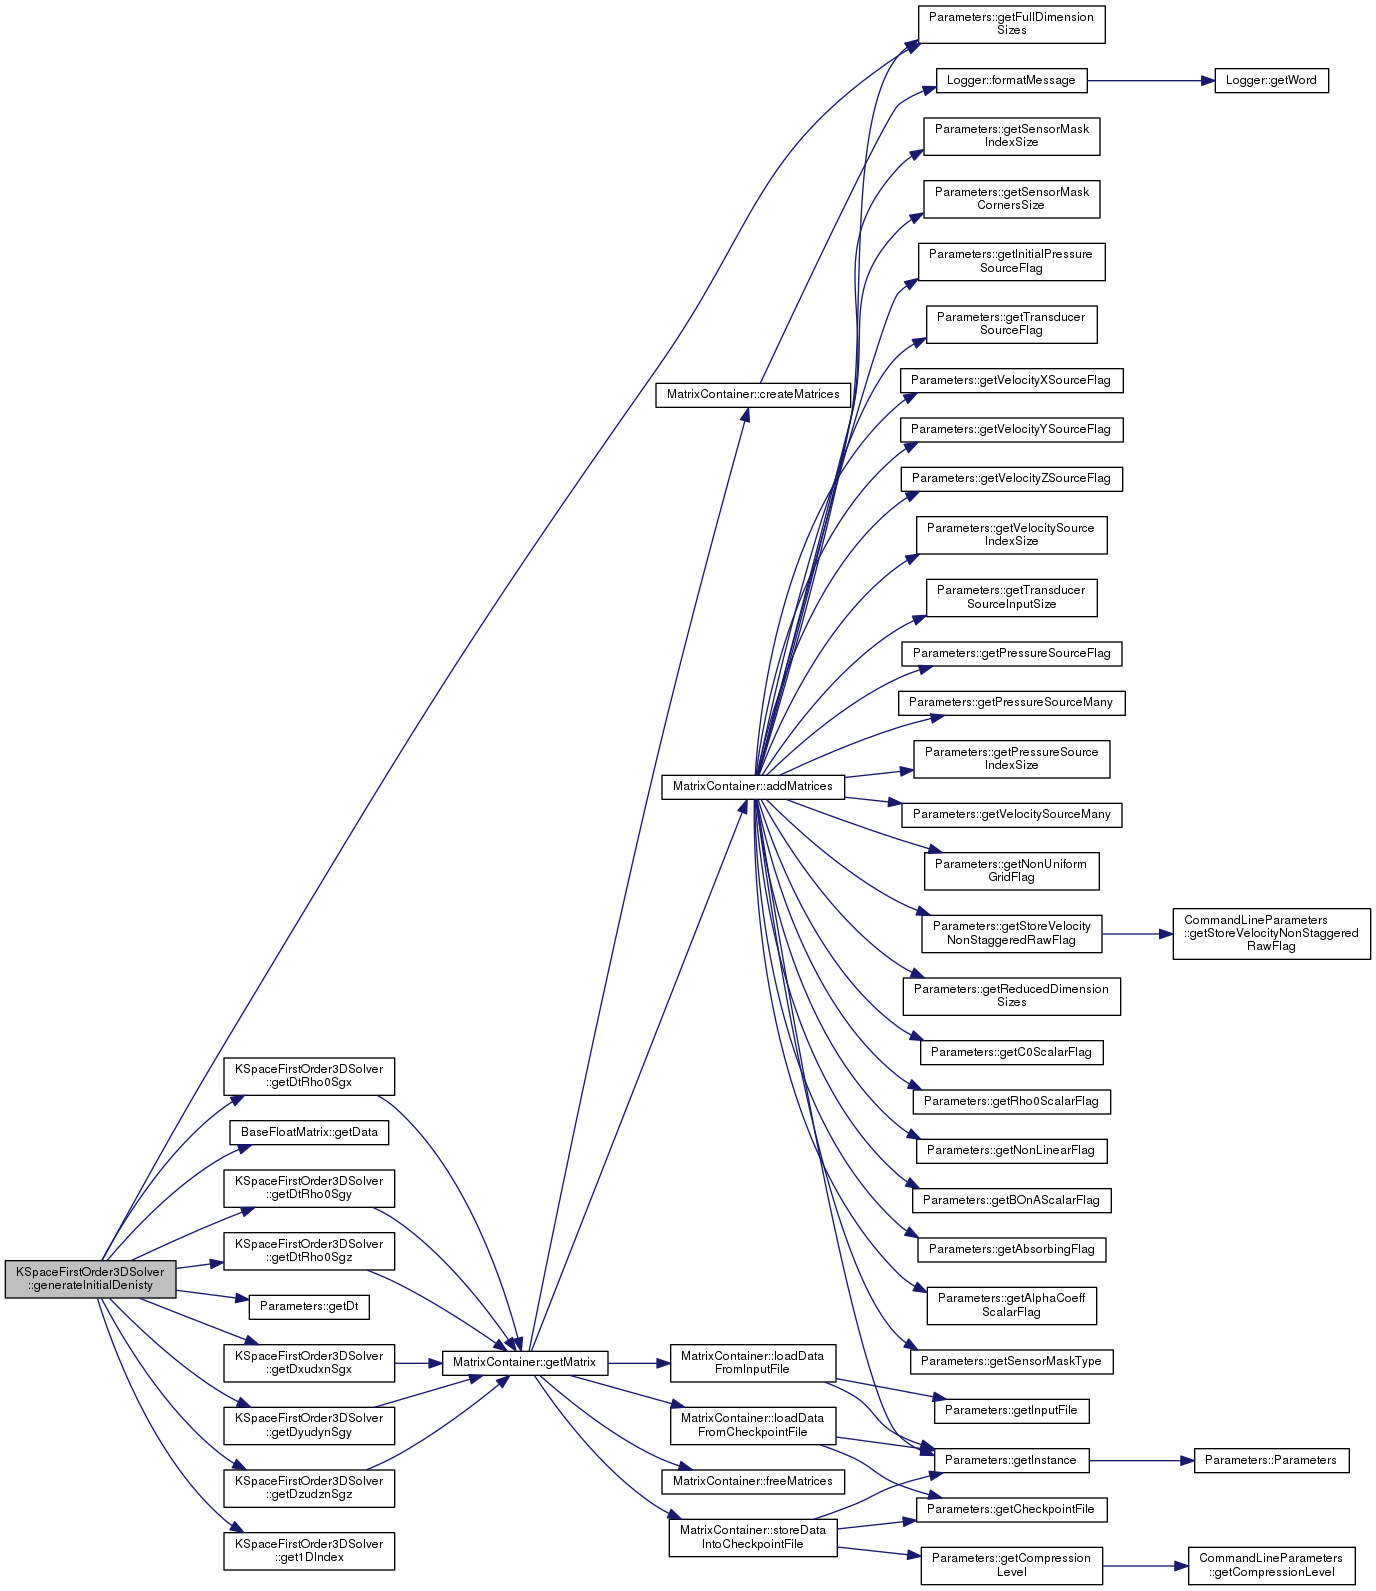 Parameters::getFullDimension
Sizes
Logger::formatMessage
Logger::getWord
Parameters::getSensorMask
IndexSize
Parameters::getSensorMask
CornersSize
Parameters::getInitialPressure
SourceFlag
Parameters::getTransducer
SourceFlag
MatrixContainer::createMatrices
Parameters::getVelocityXSourceFlag
Parameters::getVelocityYSourceFlag
Parameters::getVelocityZSourceFlag
Parameters::getVelocitySource
IndexSize
Parameters::getTransducer
SourceInputSize
Parameters::getPressureSourceFlag
Parameters::getPressureSourceMany
Parameters::getPressureSource
IndexSize
MatrixContainer::addMatrices
Parameters::getVelocitySourceMany
Parameters::getNonUniform
GridFlag
Parameters::getStoreVelocity
NonStaggeredRawFlag
CommandLineParameters
::getStoreVelocityNonStaggered
RawFlag
Parameters::getReducedDimension
Sizes
Parameters::getC0ScalarFlag
KSpaceFirstOrder3DSolver
::getDtRho0Sgx
Parameters::getRho0ScalarFlag
BaseFloatMatrix::getData
Parameters::getNonLinearFlag
KSpaceFirstOrder3DSolver
::getDtRho0Sgy
Parameters::getBOnAScalarFlag
KSpaceFirstOrder3DSolver
::getDtRho0Sgz
Parameters::getAbsorbingFlag
KSpaceFirstOrder3DSolver
::generateInitialDenisty
Parameters::getDt
Parameters::getAlphaCoeff
ScalarFlag
KSpaceFirstOrder3DSolver
::getDxudxnSgx
MatrixContainer::getMatrix
MatrixContainer::loadData
FromInputFile
Parameters::getSensorMaskType
KSpaceFirstOrder3DSolver
::getDyudynSgy
MatrixContainer::loadData
FromCheckpointFile
Parameters::getInputFile
Parameters::getInstance
Parameters::Parameters
KSpaceFirstOrder3DSolver
::getDzudznSgz
MatrixContainer::freeMatrices
Parameters::getCheckpointFile
KSpaceFirstOrder3DSolver
::get1DIndex
MatrixContainer::storeData
IntoCheckpointFile
Parameters::getCompression
Level
CommandLineParameters
::getCompressionLevel